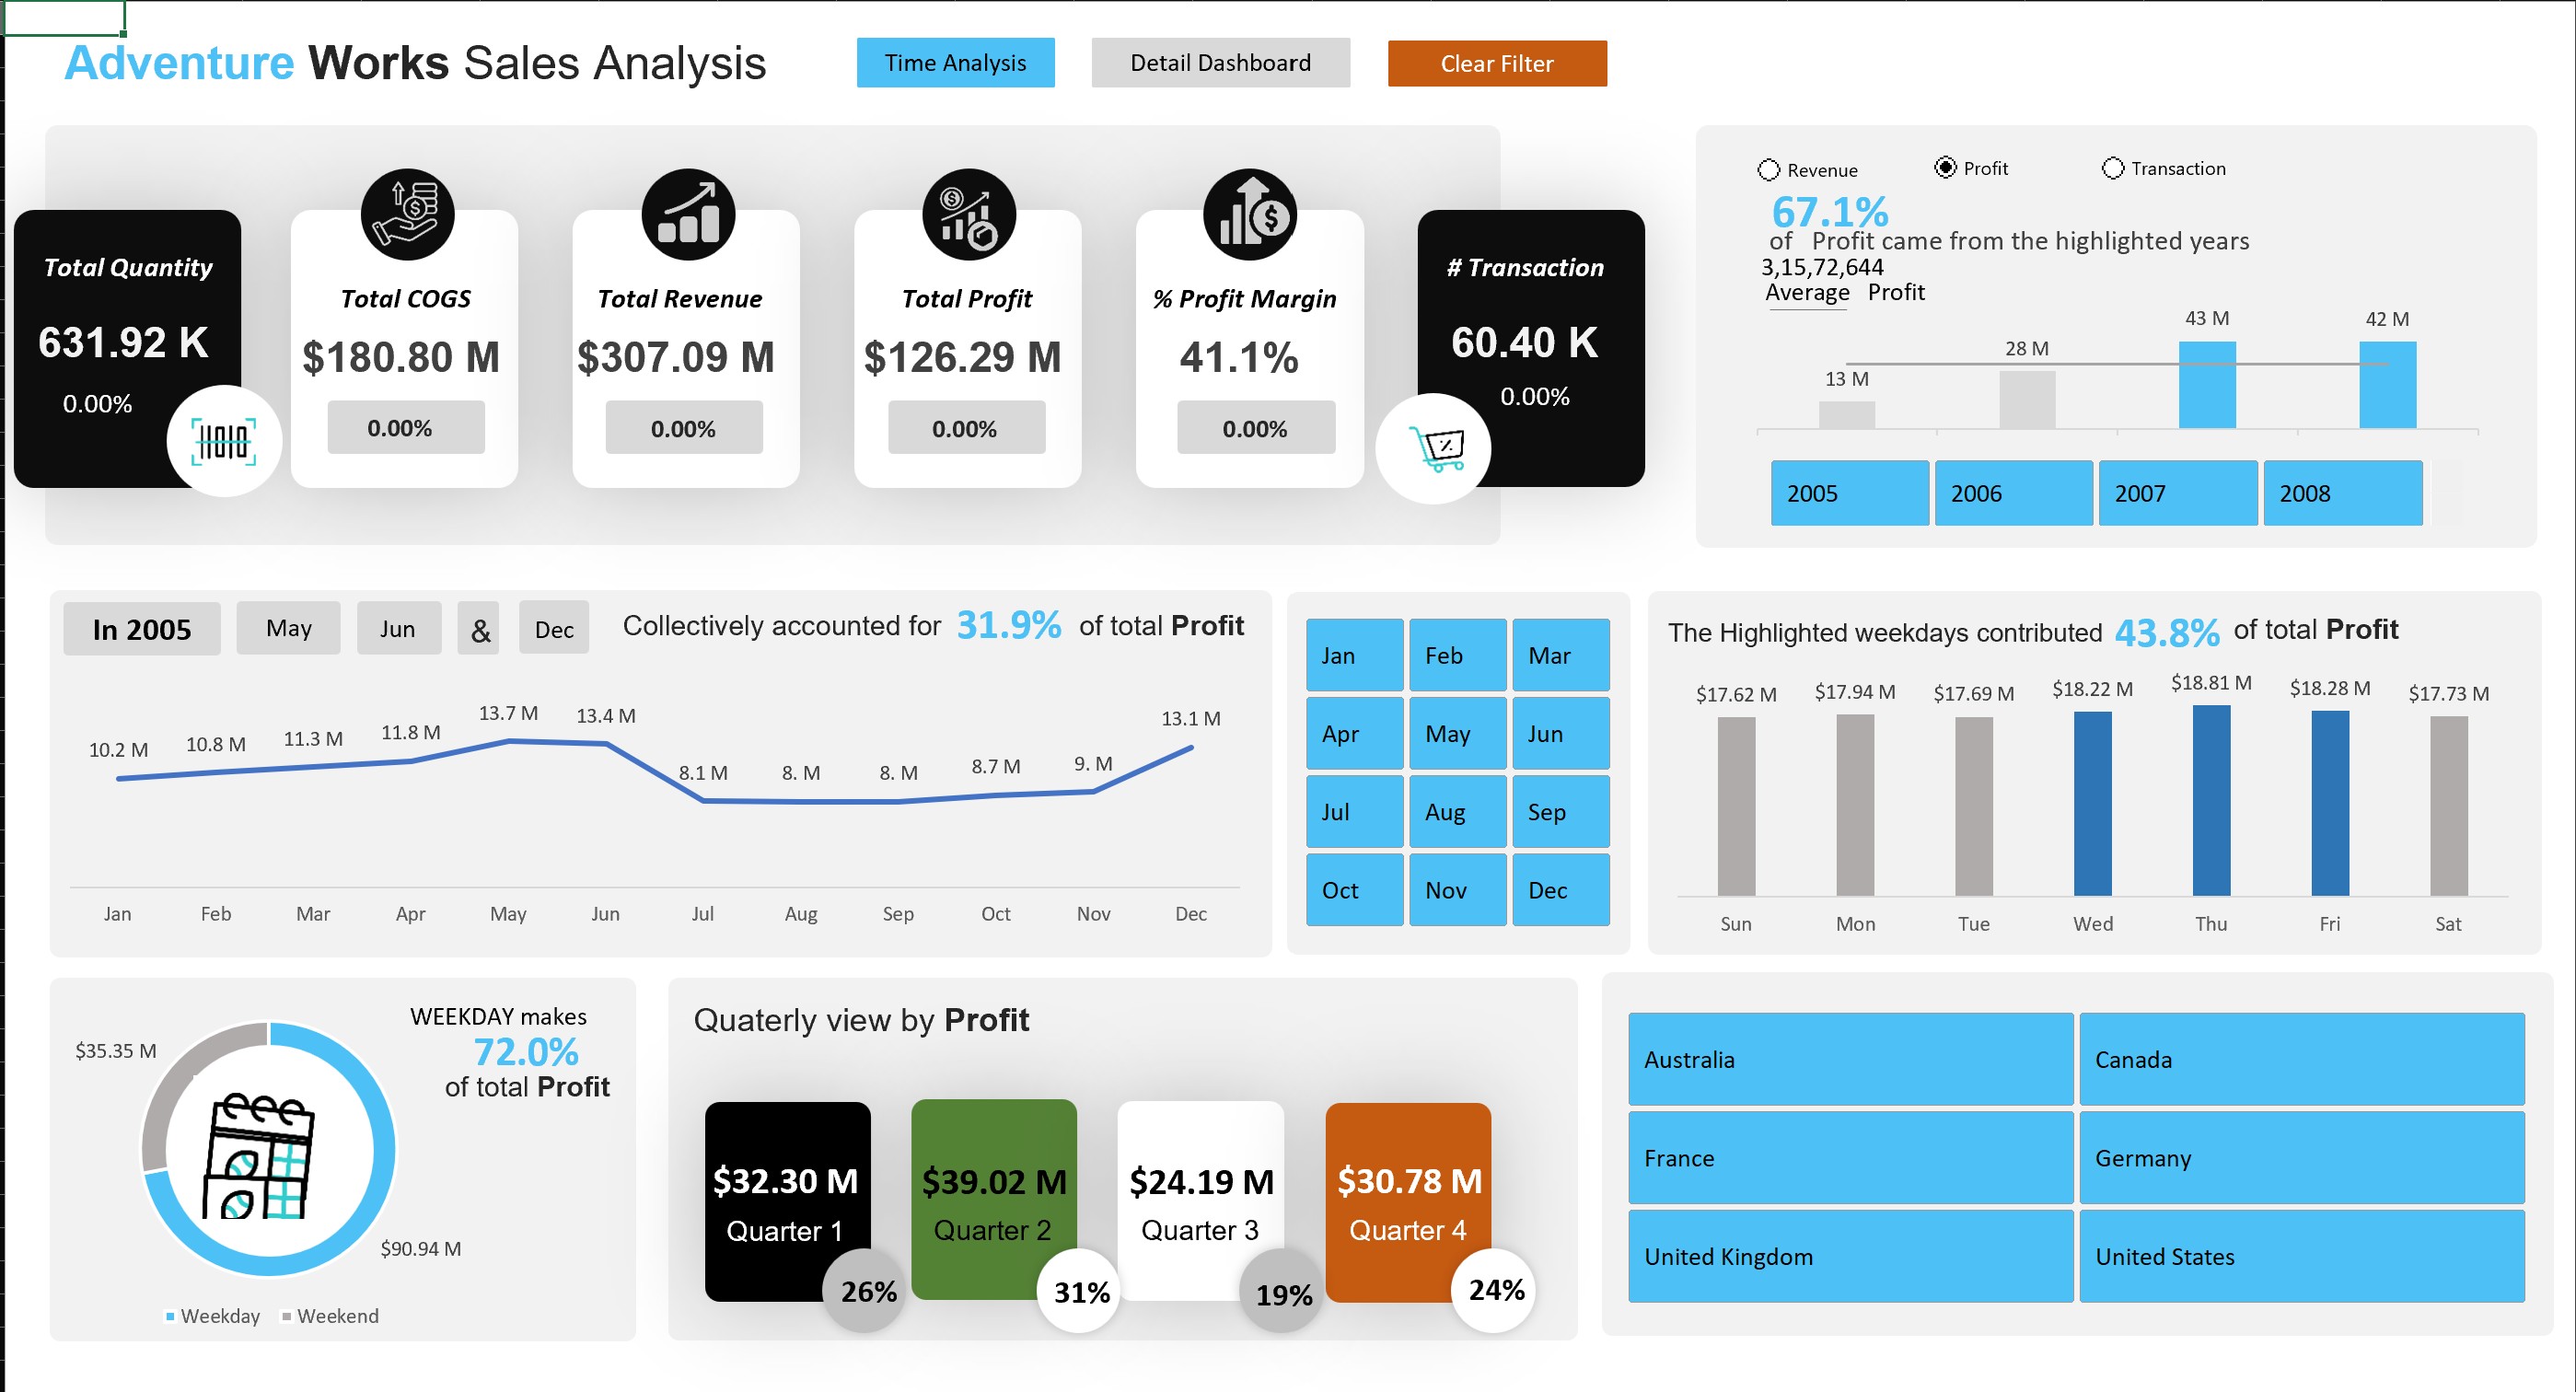 Adventure Works Sales Analysis
Time Analysis
Detail Dashboard
Clear Filter
Total Quantity
631.92 K
0.00%
Total COGS
$180.80 M
0.00%
Total Revenue
$307.09 M
0.00%
Total Profit
$126.29 M
0.00%
% Profit Margin
41.1%
0.00%
# Transaction
60.40 K
0.00%
Revenue Profit Transaction
67.1%
of Profit came from the highlighted years
3,15,72,644
Average Profit
13 M 28 M 43 M 42 M
2005 2006 2007 2008
In 2005 May Jun & Dec Collectively accounted for 31.9% of total Profit
10.2 M 10.8 M 11.3 M 11.8 M 13.7 M 13.4 M 8.1 M 8. M 8. M 8.7 M 9. M 13.1 M
Jan Feb Mar Apr May Jun Jul Aug Sep Oct Nov Dec
Jan Feb Mar
Apr May Jun
Jul Aug Sep
Oct Nov Dec
The Highlighted weekdays contributed 43.8% of total Profit
$17.62 M $17.94 M $17.69 M $18.22 M $18.81 M $18.28 M $17.73 M
Sun Mon Tue Wed Thu Fri Sat
WEEKDAY makes
72.0%
of total Profit
$35.35 M
$90.94 M
Weekday Weekend
Quaterly view by Profit
$32.30 M
Quarter 1
26%
$39.02 M
Quarter 2
31%
$24.19 M
Quarter 3
19%
$30.78 M
Quarter 4
24%
Australia Canada
France Germany
United Kingdom United States